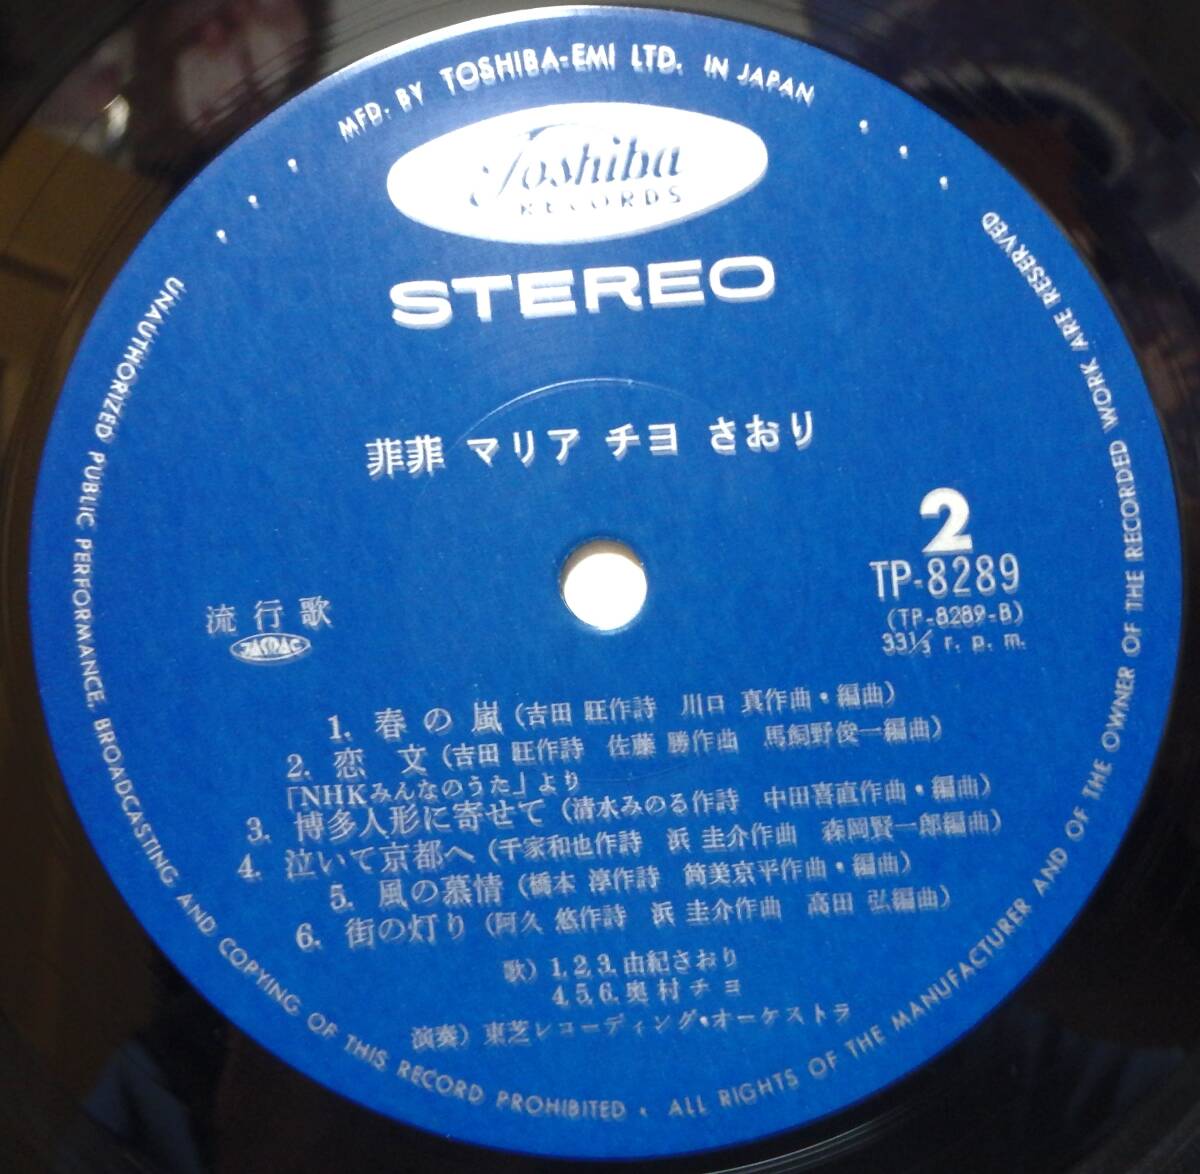 MFD. BY TOSHIBA-EMI LTD. IN JAPAN
Toshiba
RECORDS
STEREO
菲菲 マリア チヨ さおり
2
TP-8289
(TP-8289-B)
33⅓ r. p. m.
流行歌
JASRAC
1. 春の嵐 (吉田 旺作詩 川口 真作曲・編曲)
2. 恋 文 (吉田 旺作詩 佐藤 勝作曲 馬飼野俊一編曲)
「NHKみんなのうた」より
3. 博多人形に寄せて (清水みのる作詩 中田喜直作曲・編曲)
4. 泣いて京都へ (千家和也作詩 浜 圭介作曲 森岡賢一郎編曲)
5. 風の慕情 (橋本 淳作詩 筒美京平作曲・編曲)
6. 街の灯り (阿久 悠作詩 浜 圭介作曲 高田 弘編曲)
歌) 1,2,3. 由紀さおり
4,5,6. 奥村チヨ
演奏) 東芝レコーディング・オーケストラ
UNAUTHORIZED PUBLIC PERFORMANCE, BROADCASTING AND COPYING OF THIS RECORD PROHIBITED • ALL RIGHTS OF THE MANUFACTURER AND OF THE OWNER OF THE RECORDED WORK ARE RESERVED